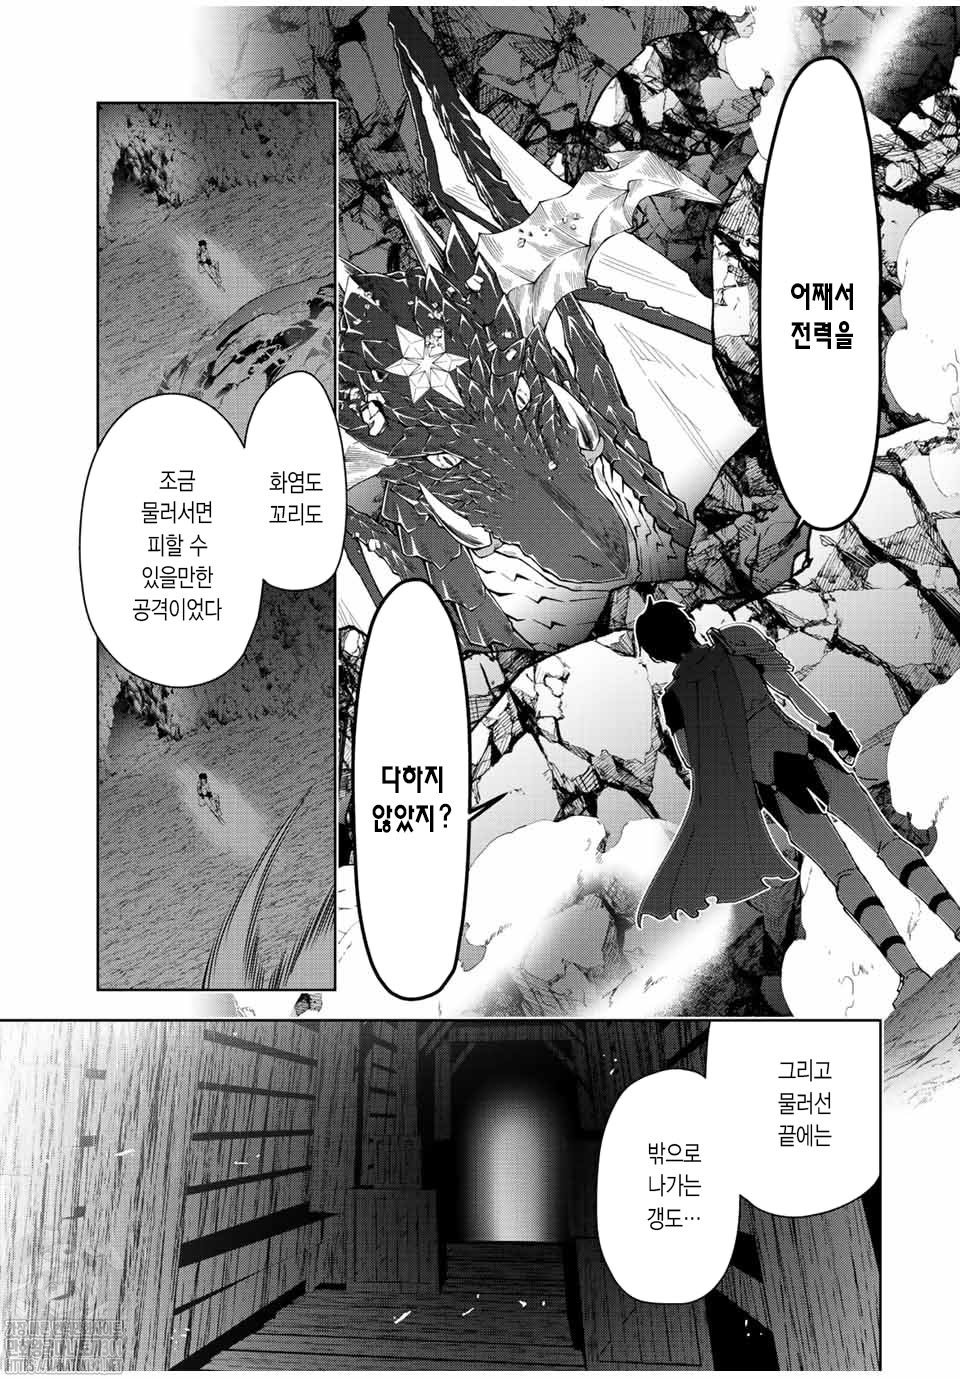 어째서
전력을
다하지
않았지?
화염도
꼬리도
조금
물러서면
피할 수
있을만한
공격이었다
그리고
물러선
끝에는
밖으로
나가는
갱도…